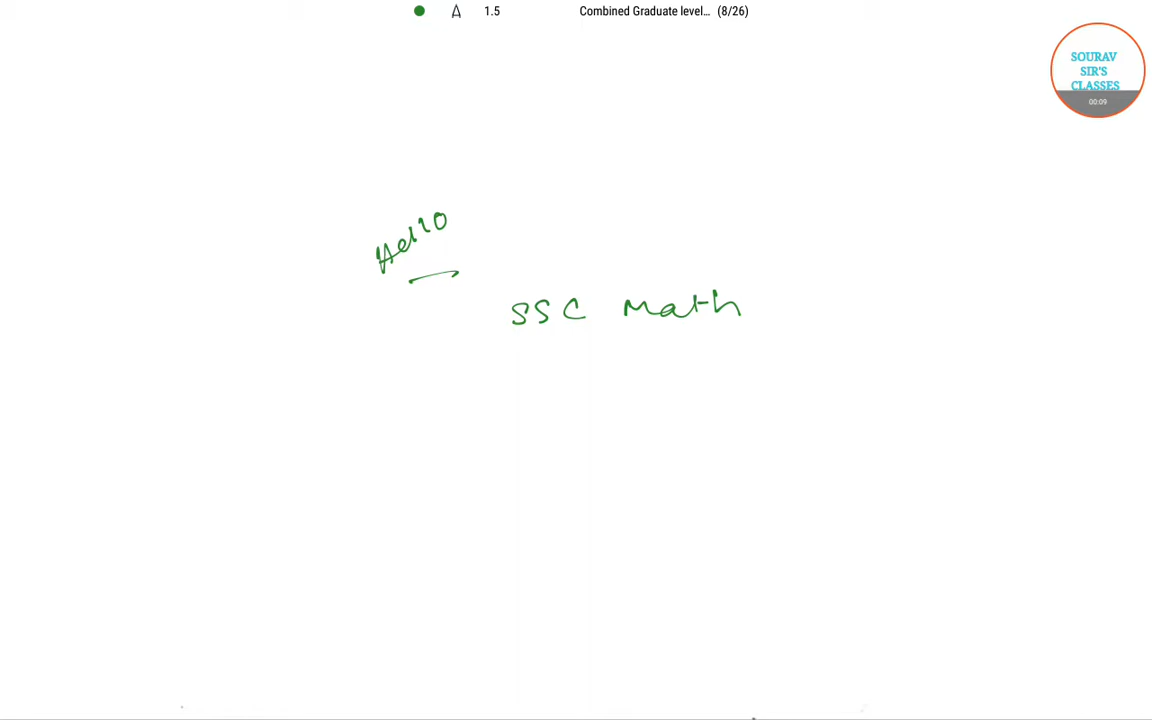 1.5 Combined Graduate level... (8/26)
SOURAV
SIR'S
CLASSES
00:09
Hello
SSC Math